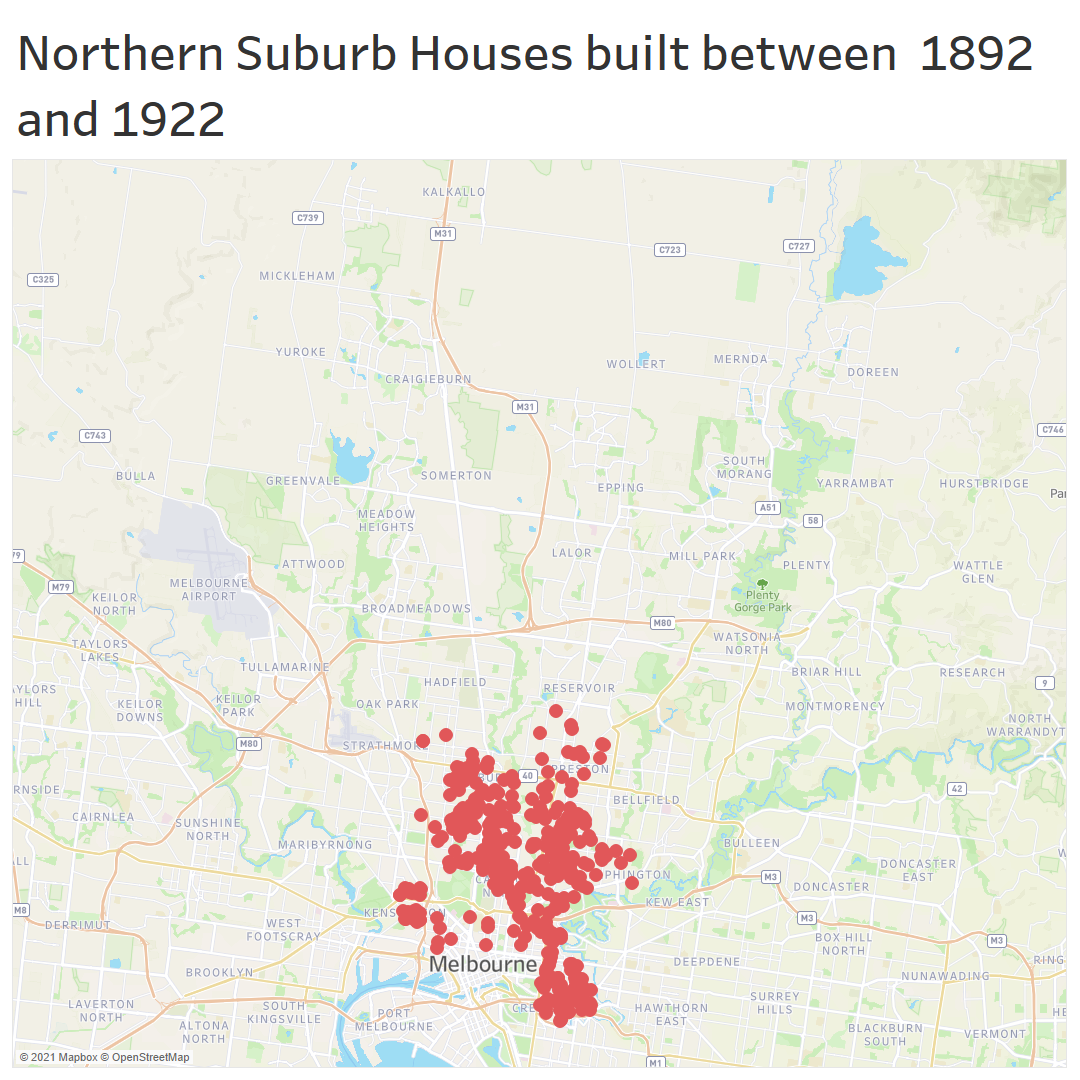 Northern Suburb Houses built between 1892
and 1922
KALKALLO
C739
M31
C723
C727
C325
MICKLEHAM
YUROKE
WOLLERT
MERNDA
DOREEN
CRAIGIEBURN
M31
C743
C746
BULLA
GREENVALE
SOMERTON
EPPING
SOUTH
MORANG
YARRAMBAT
HURSTBRIDGE
Par
A51
58
MEADOW
HEIGHTS
79
LALOR
MILL PARK
PLENTY
ATTWOOD
WATTLE
GLEN
M79
MELBOURNE
AIRPORT
KEILOR
NORTH
BROADMEADOWS
Plenty
Gorge Park
M80
TAYLORS
LAKES
WATSONIA
NORTH
TULLAMARINE
BRIAR HILL
RESEARCH
9
HADFIELD
RESERVOIR
AYLORS
HILL
KEILOR
DOWNS
KEILOR
PARK
OAK PARK
MONTMORENCY
NORTH
WARRANDYT
M80
STRATHMORE
PRESTON
40
BU
42
RNSIDE
BELLFIELD
CAIRNLEA
SUNSHINE
NORTH
MARIBYRNONG
BULLEEN
ALL
DONCASTER
EAST
M3
DONCASTER
PHINGTON
CA
N
KEW EAST
M8
KENS
ON
M3
DERRIMUT
WEST
FOOTSCRAY
BOX HILL
NORTH
M3
Melbourne
DEEPDENE
RING
BROOKLYN
NUNAWADING
LAVERTON
NORTH
SOUTH
KINGSVILLE
PORT
MELBOURNE
CRE
HAWTHORN
EAST
SURREY
HILLS
HE
ALTONA
NORTH
BLACKBURN
SOUTH
VERMONT
© 2021 Mapbox © OpenStreetMap
M1